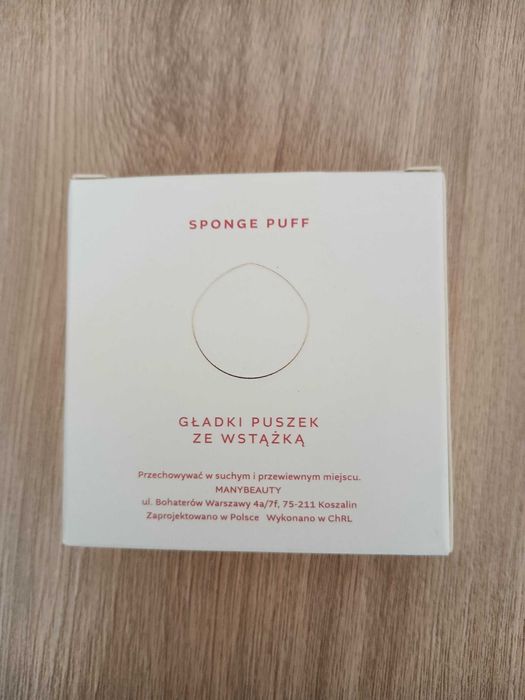 SPONGE PUFF
GŁADKI PUSZEK
ZE WSTĄŻKĄ
Przechowywać w suchym i przewiewnym miejscu.
MANYBEAUTY
ul. Bohaterów Warszawy 4a/7f, 75-211 Koszalin
Zaprojektowano w Polsce Wykonano w ChRL